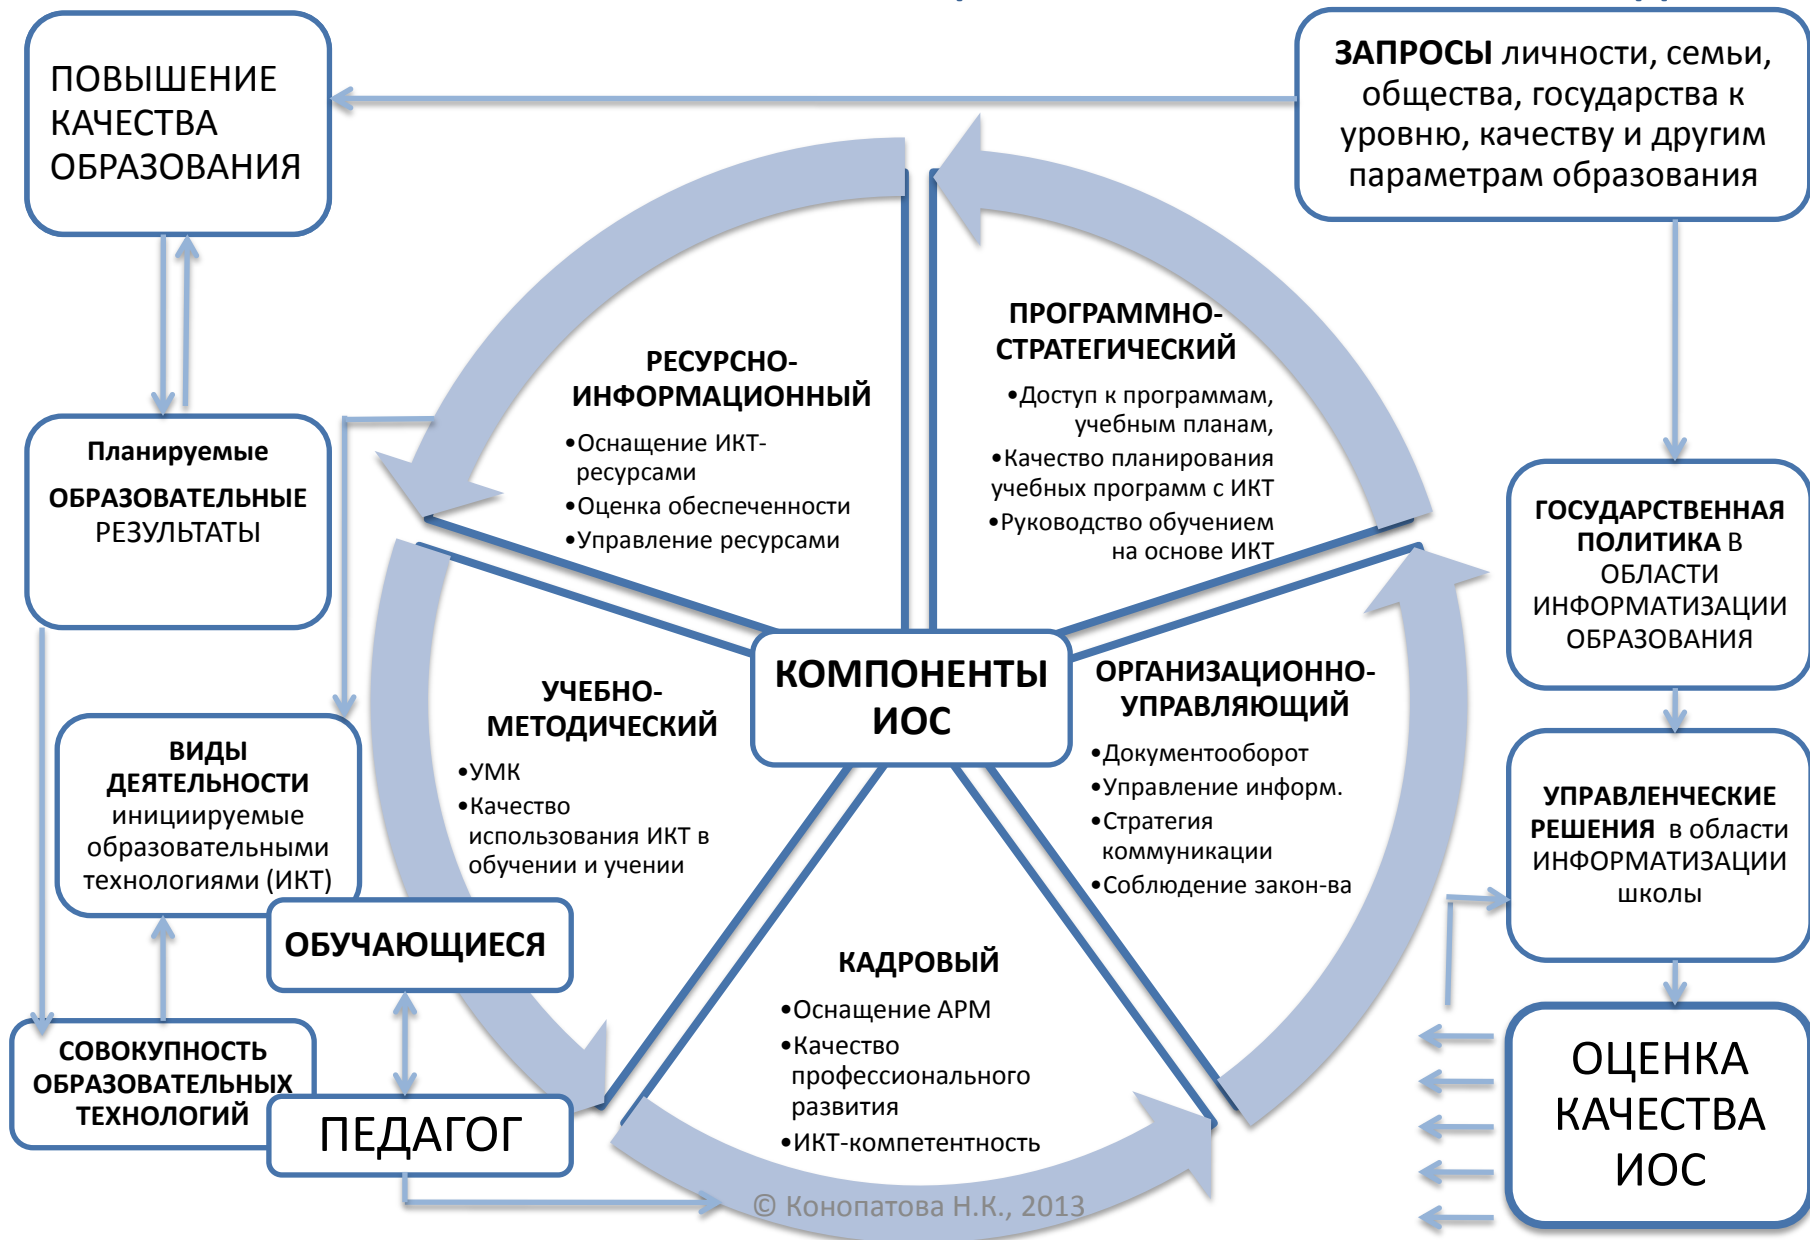 ПОВЫШЕНИЕ
КАЧЕСТВА
ОБРАЗОВАНИЯ
ЗАПРОСЫ личности, семьи,
общества, государства к
уровню, качеству и другим
параметрам образования
РЕСУРСНО-
ИНФОРМАЦИОННЫЙ
•Оснащение ИКТ-
ресурсами
•Оценка обеспеченности
•Управление ресурсами
ПРОГРАММНО-
СТРАТЕГИЧЕСКИЙ
•Доступ к программам,
учебным планам,
•Качество планирования
учебных программ с ИКТ
•Руководство обучением
на основе ИКТ
Планируемые
ОБРАЗОВАТЕЛЬНЫЕ
РЕЗУЛЬТАТЫ
ГОСУДАРСТВЕННАЯ
ПОЛИТИКА В
ОБЛАСТИ
ИНФОРМАТИЗАЦИИ
ОБРАЗОВАНИЯ
КОМПОНЕНТЫ
ИОС
УЧЕБНО-
МЕТОДИЧЕСКИЙ
•УМК
•Качество
использования ИКТ в
обучении и учении
ОРГАНИЗАЦИОННО-
УПРАВЛЯЮЩИЙ
•Документооборот
•Управление информ.
•Стратегия
коммуникации
•Соблюдение закон-ва
ВИДЫ
ДЕЯТЕЛЬНОСТИ
инициируемые
образовательными
технологиями (ИКТ)
УПРАВЛЕНЧЕСКИЕ
РЕШЕНИЯ в области
ИНФОРМАТИЗАЦИИ
школы
ОБУЧАЮЩИЕСЯ
КАДРОВЫЙ
•Оснащение АРМ
•Качество
профессионального
развития
•ИКТ-компетентность
СОВОКУПНОСТЬ
ОБРАЗОВАТЕЛЬНЫХ
ТЕХНОЛОГИЙ
ПЕДАГОГ
ОЦЕНКА
КАЧЕСТВА
ИОС
© Конопатова Н.К., 2013